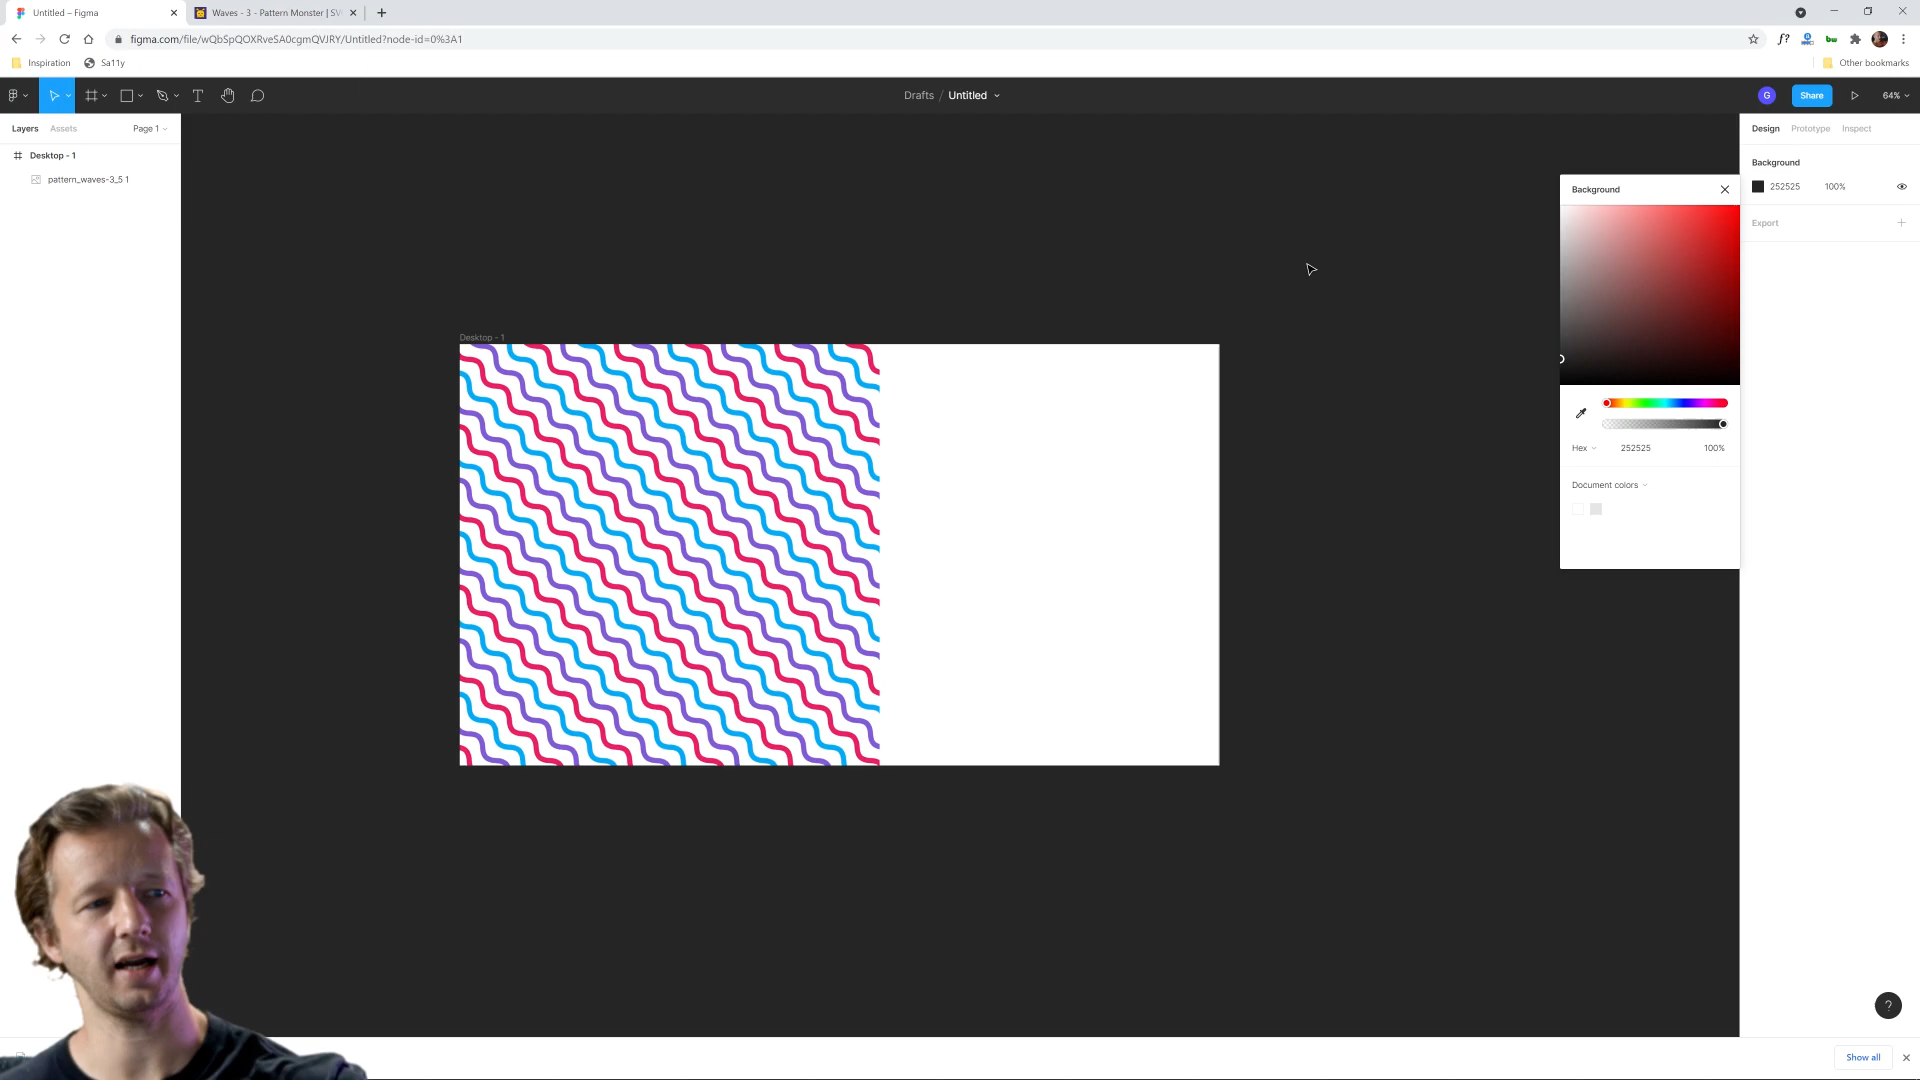 Untitled – Figma
Waves - 3 - Pattern Monster | SV
figma.com/file/wQbSpQOXRveSA0cgmQVJRY/Untitled?node-id=0%3A1
Inspiration
Sa11y
Other bookmarks
Drafts / Untitled
G
Share
64%
Layers
Assets
Page 1
Design
Prototype
Inspect
Desktop - 1
pattern_waves-3_5 1
Background
252525
100%
Export
Background
Hex
252525
100%
Document colors
Desktop - 1
?
Show all